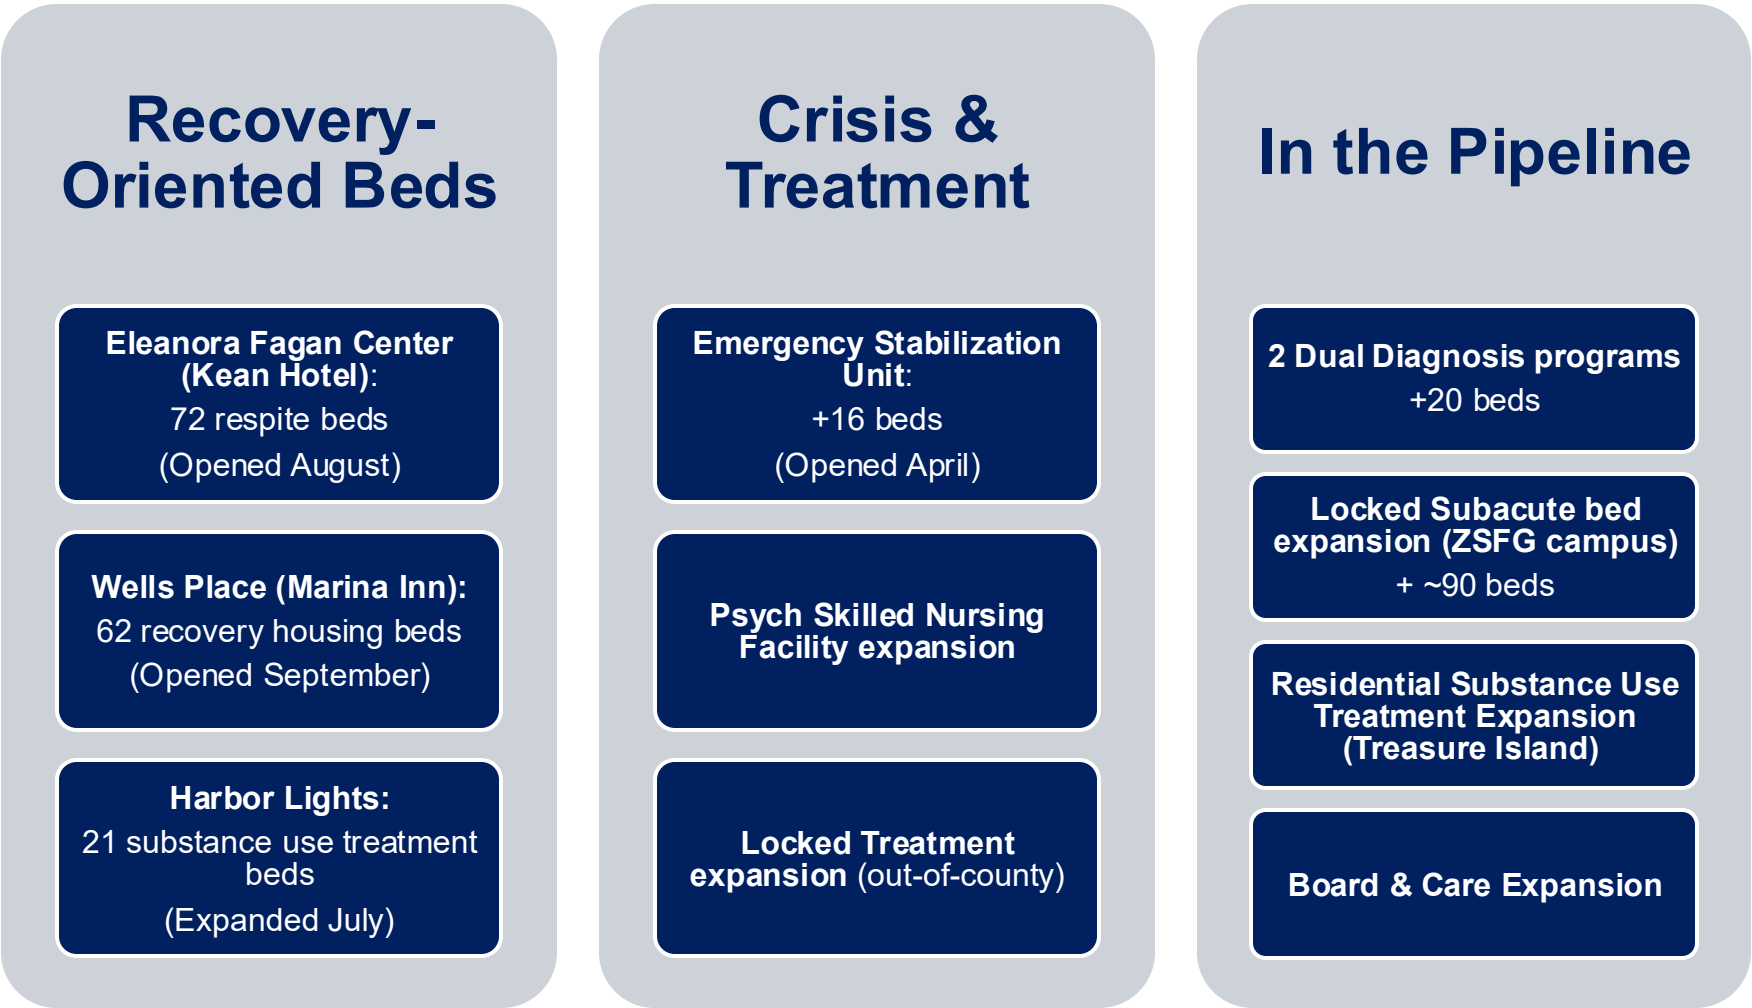 Recovery-
Oriented Beds
Eleanora Fagan Center
(Kean Hotel):
72 respite beds
(Opened August)
Wells Place (Marina Inn):
62 recovery housing beds
(Opened September)
Harbor Lights:
21 substance use treatment
beds
(Expanded July)
Crisis &
Treatment
Emergency Stabilization
Unit:
+16 beds
(Opened April)
Psych Skilled Nursing
Facility expansion
Locked Treatment
expansion (out-of-county)
In the Pipeline
2 Dual Diagnosis programs
+20 beds
Locked Subacute bed
expansion (ZSFG campus)
+ ~90 beds
Residential Substance Use
Treatment Expansion
(Treasure Island)
Board & Care Expansion